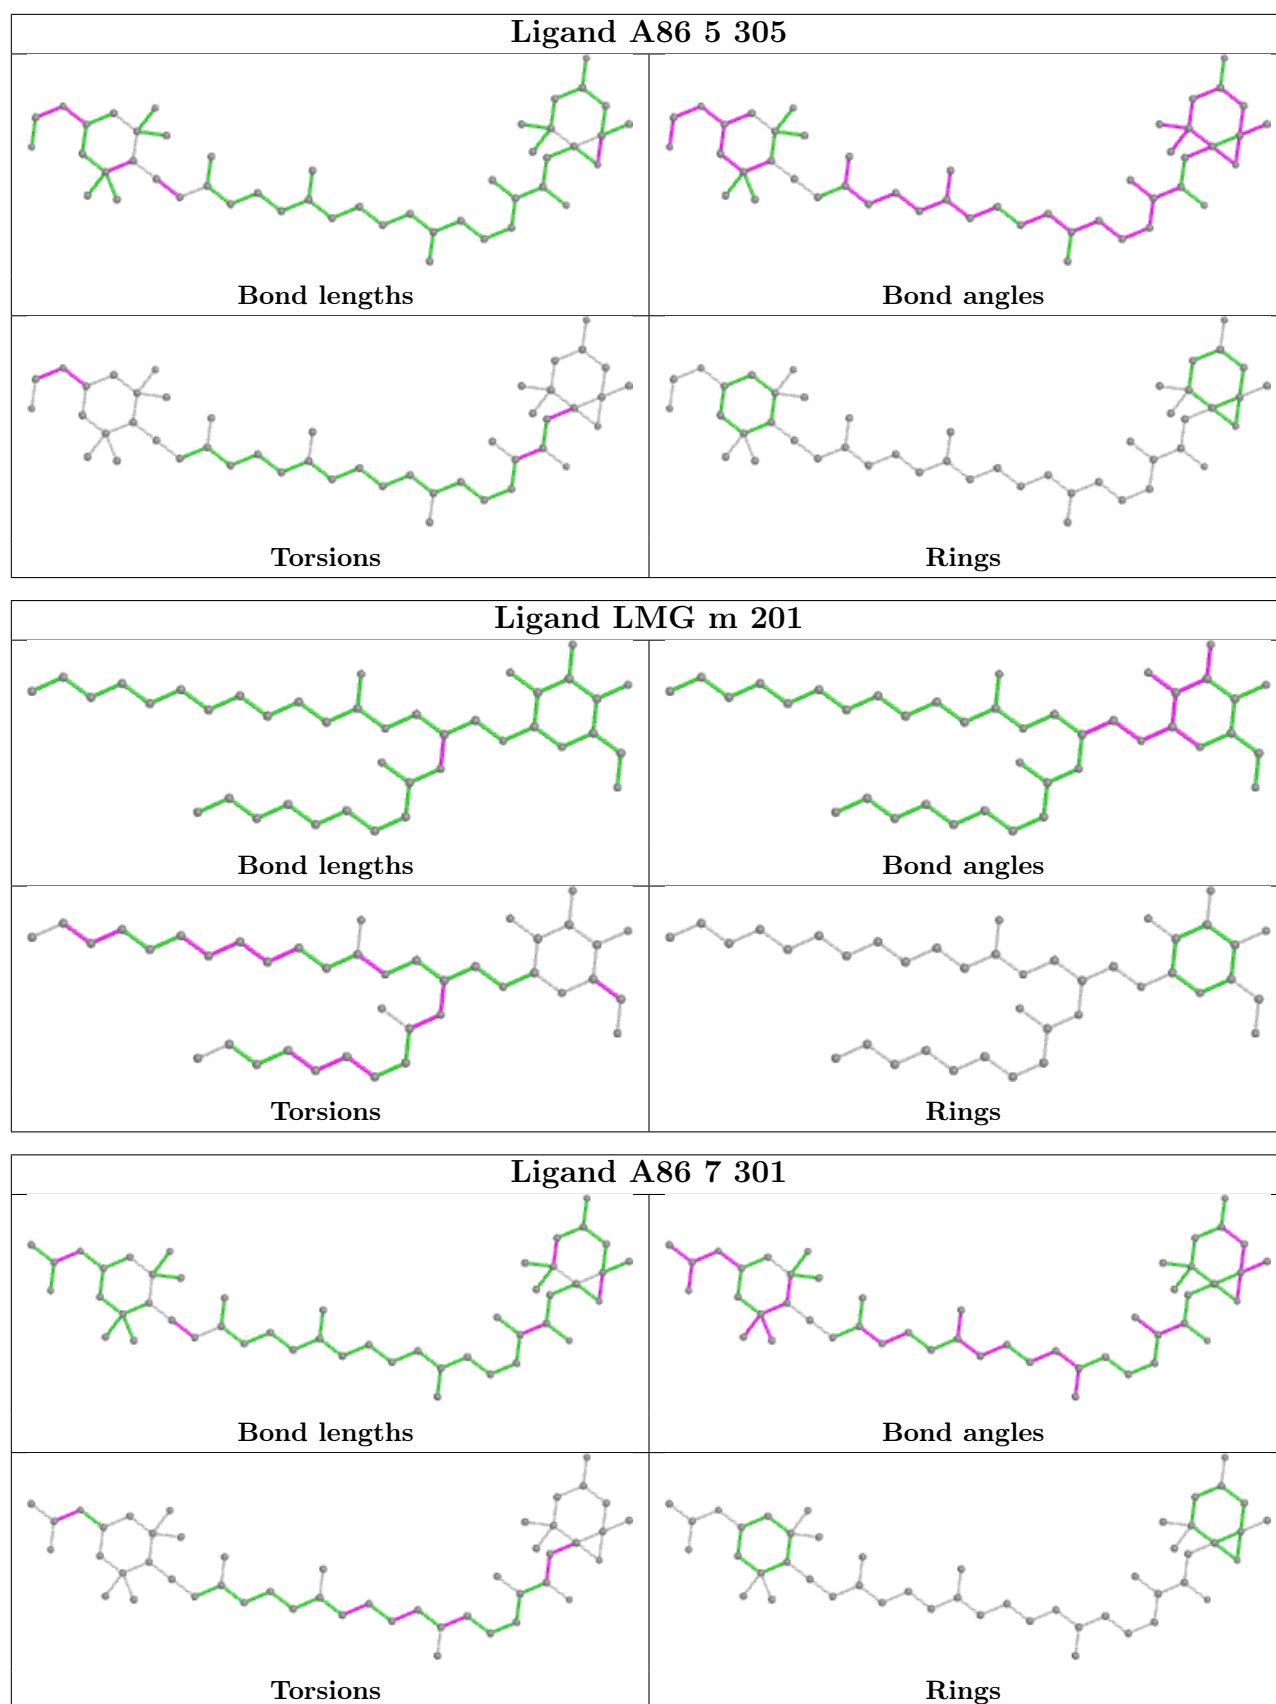 Ligand A86 5 305
Bond lengths
Bond angles
Torsions
Rings
Ligand LMG m 201
Bond lengths
Bond angles
Torsions
Rings
Ligand A86 7 301
Bond lengths
Bond angles
Torsions
Rings